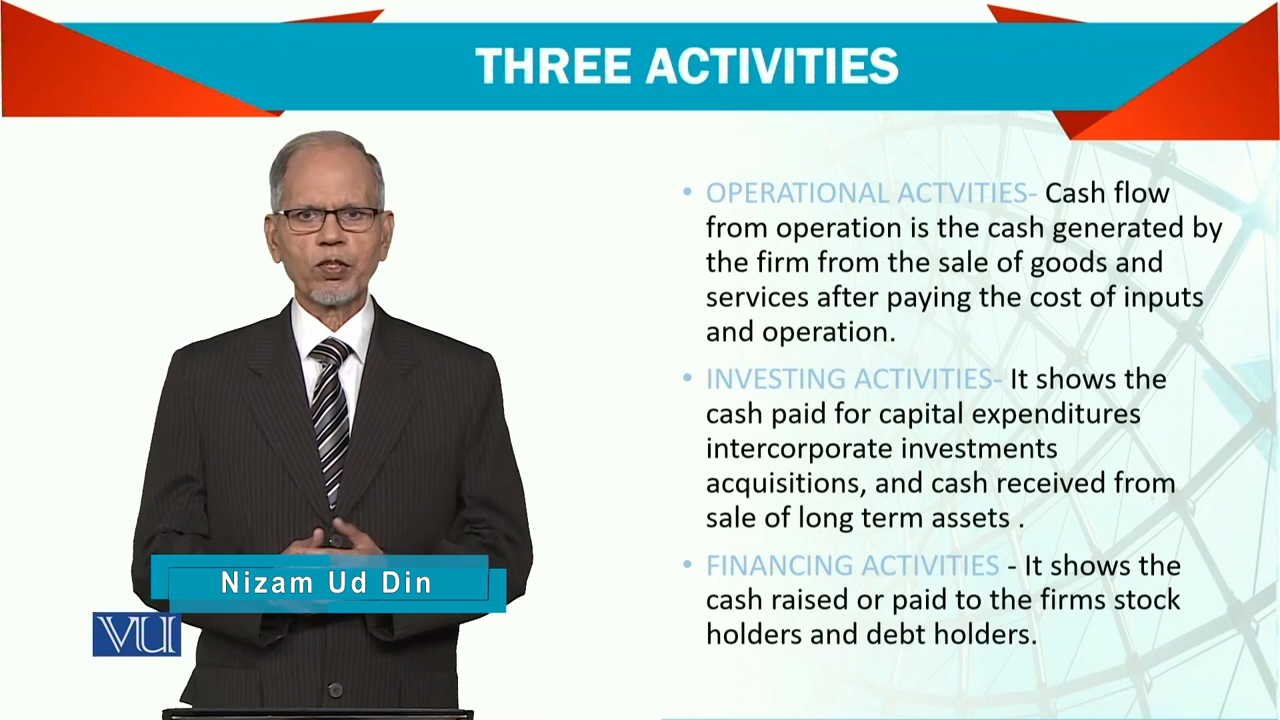 THREE ACTIVITIES
• OPERATIONAL ACTVITIES- Cash flow
from operation is the cash generated by
the firm from the sale of goods and
services after paying the cost of inputs
and operation.
• INVESTING ACTIVITIES- It shows the
cash paid for capital expenditures
intercorporate investments
acquisitions, and cash received from
sale of long term assets .
• FINANCING ACTIVITIES - It shows the
cash raised or paid to the firms stock
holders and debt holders.
Nizam Ud Din
VU